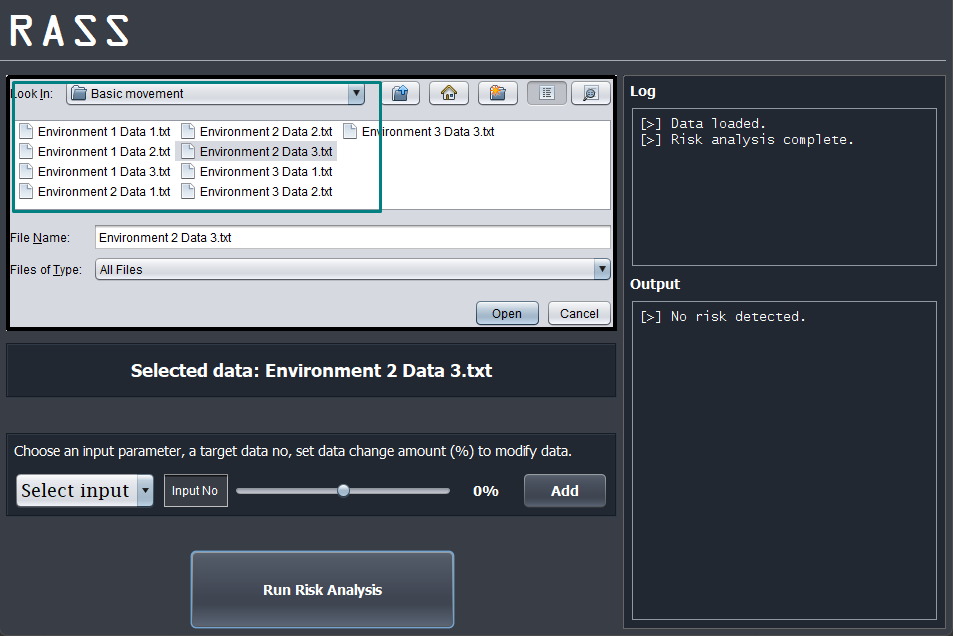 RASS
Look In: Basic movement
Environment 1 Data 1.txt Environment 2 Data 2.txt Environment 3 Data 3.txt
Environment 1 Data 2.txt Environment 2 Data 3.txt
Environment 1 Data 3.txt Environment 3 Data 1.txt
Environment 2 Data 1.txt Environment 3 Data 2.txt
File Name: Environment 2 Data 3.txt
Files of Type: All Files
Open Cancel
Selected data: Environment 2 Data 3.txt
Choose an input parameter, a target data no, set data change amount (%) to modify data.
Select input Input No 0% Add
Run Risk Analysis
Log
[>] Data loaded.
[>] Risk analysis complete.
Output
[>] No risk detected.